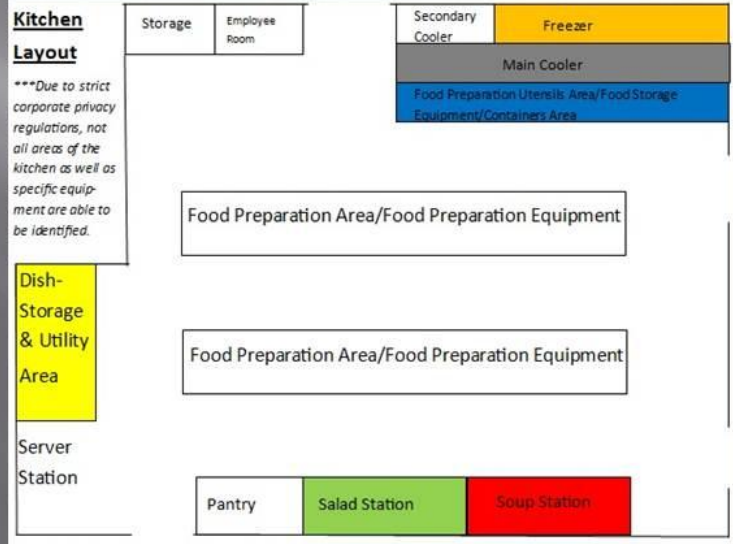 Kitchen
Layout
***Due to strict
corporate privacy
regulations, not
all areas of the
kitchen as well as
specific equip-
ment are able to
be identified.
Storage
Employee
Room
Secondary
Cooler
Freezer
Main Cooler
Food Preparation Utensils Area/Food Storage
Equipment/Containers Area
Food Preparation Area/Food Preparation Equipment
Dish-
Storage
& Utility
Area
Food Preparation Area/Food Preparation Equipment
Server
Station
Pantry
Salad Station
Soup Station